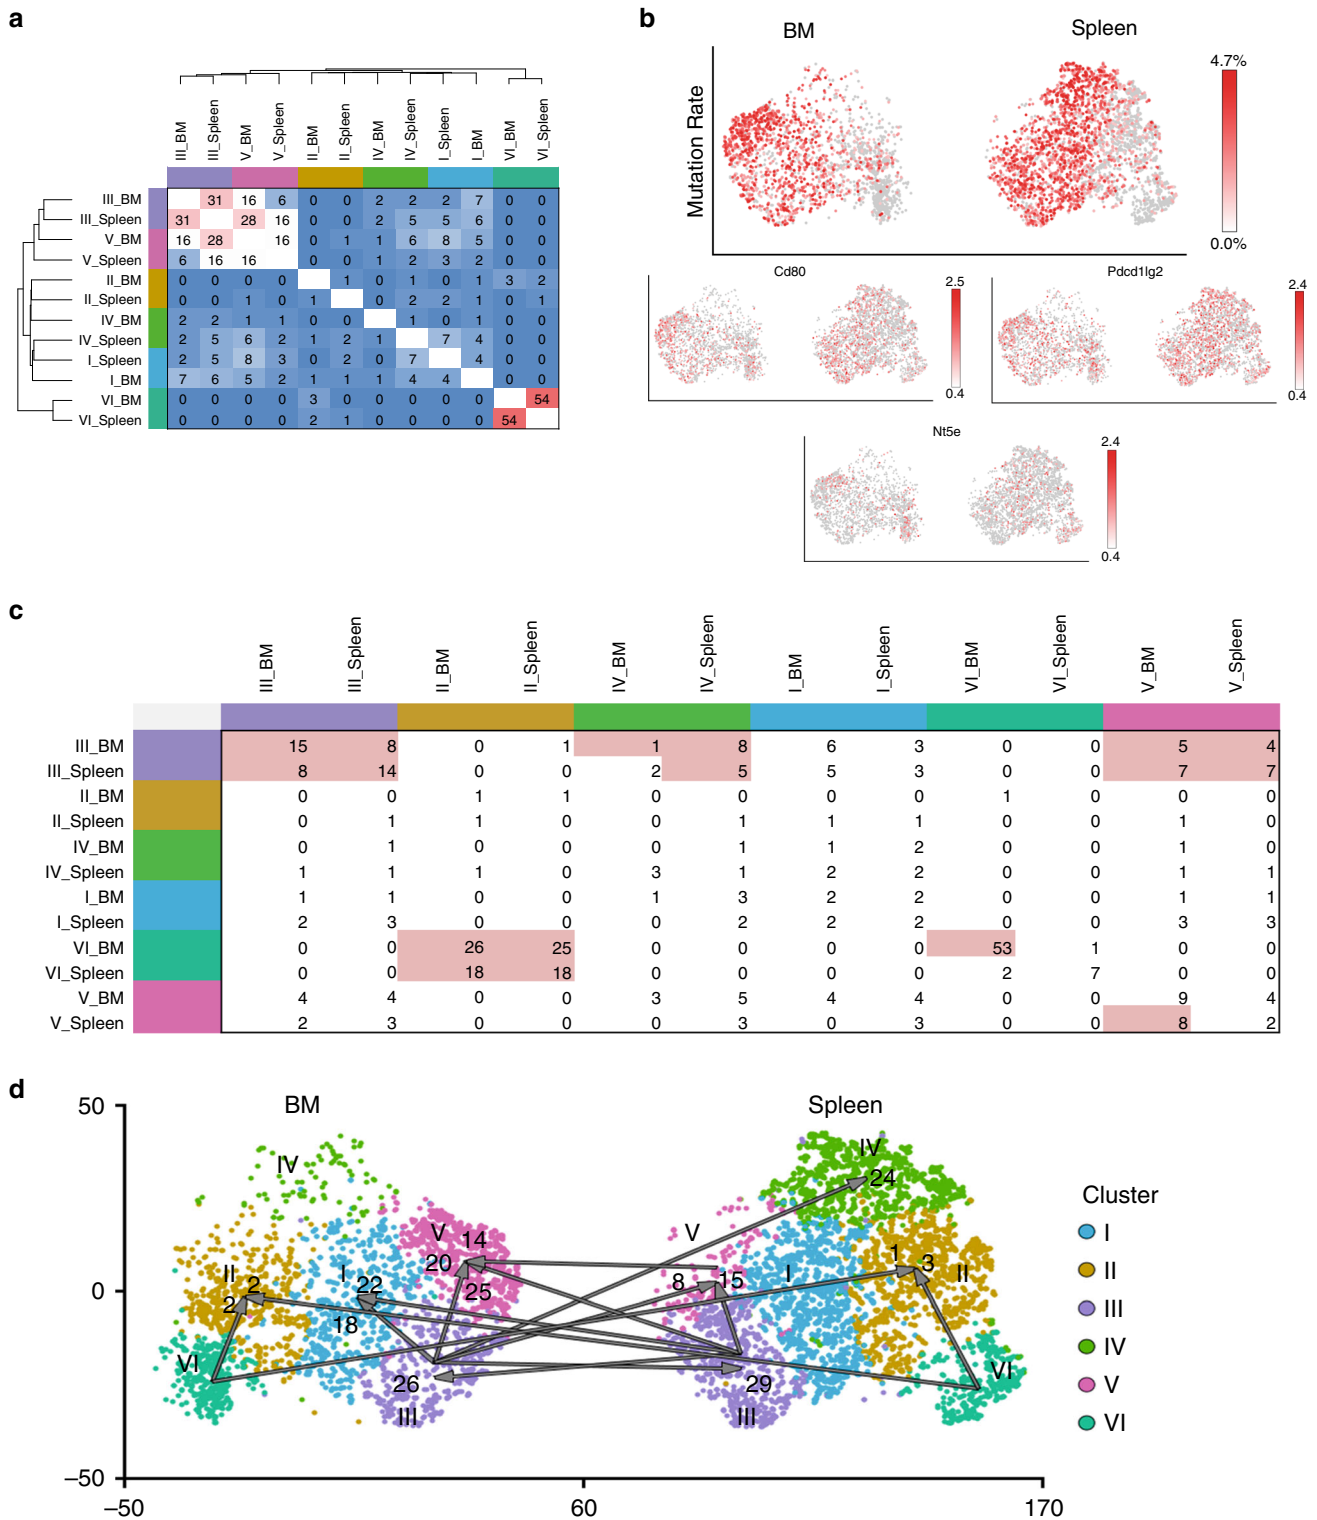 a
III_BM III_Spleen V_BM V_Spleen II_BM II_Spleen IV_BM IV_Spleen I_Spleen I_BM VI_BM VI_Spleen
III_BM 31 16 6 0 0 2 2 2 7 0 0
III_Spleen 31 28 16 0 0 2 5 5 6 0 0
V_BM 16 28 16 0 1 1 6 8 5 0 0
V_Spleen 6 16 16 0 0 1 2 3 2 0 0
II_BM 0 0 0 0 1 0 1 0 1 3 2
II_Spleen 0 0 1 0 1 0 2 2 1 0 1
IV_BM 2 2 1 1 0 0 1 0 1 0 0
IV_Spleen 2 5 6 2 1 2 1 7 4 0 0
I_Spleen 2 5 8 3 0 2 0 7 4 0 0
I_BM 7 6 5 2 1 1 1 4 4 0 0
VI_BM 0 0 0 0 3 0 0 0 0 0 54
VI_Spleen 0 0 0 0 2 1 0 0 0 0 54
b
BM Spleen
Mutation Rate
4.7%
0.0%
Cd80
2.5
0.4
Pdcd1lg2
2.4
0.4
Nt5e
2.4
0.4
c
III_BM III_Spleen II_BM II_Spleen IV_BM IV_Spleen I_BM I_Spleen VI_BM VI_Spleen V_BM V_Spleen
III_BM 15 8 0 1 1 8 6 3 0 0 5 4
III_Spleen 8 14 0 0 2 5 5 3 0 0 7 7
II_BM 0 0 1 1 0 0 0 0 1 0 0 0
II_Spleen 0 1 1 0 0 1 1 1 0 0 1 0
IV_BM 0 1 0 0 0 1 1 2 0 0 1 0
IV_Spleen 1 1 1 0 3 1 2 2 0 0 1 1
I_BM 1 1 0 0 1 3 2 2 0 0 1 1
I_Spleen 2 3 0 0 0 2 2 2 0 0 3 3
VI_BM 0 0 26 25 0 0 0 0 53 1 0 0
VI_Spleen 0 0 18 18 0 0 0 0 2 7 0 0
V_BM 4 4 0 0 3 5 4 4 0 0 9 4
V_Spleen 2 3 0 0 0 3 0 3 0 0 8 2
d
BM Spleen
50
0
−50
−50 60 170
IV
V 14
20
25
II 2
2
I 22
18
VI
26
III
IV
24
V
8 15
I
1 3 II
VI
29
III
Cluster
I
II
III
IV
V
VI